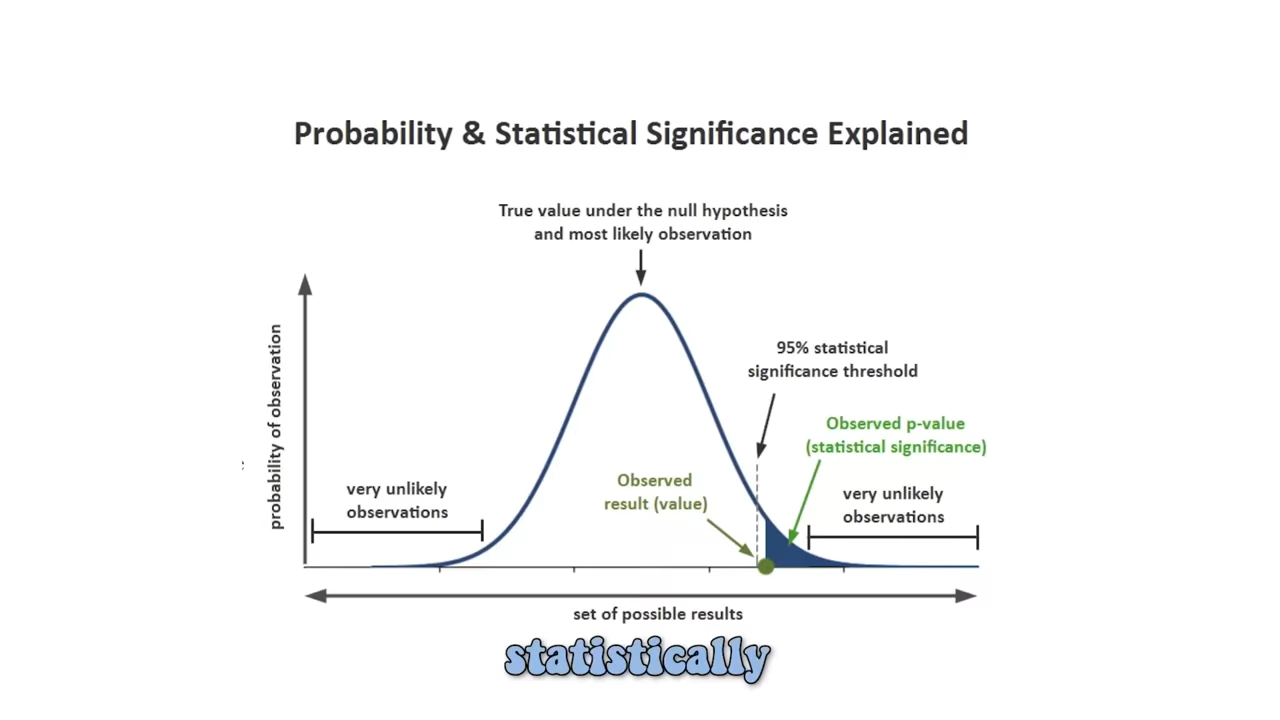 Probability & Statistical Significance Explained
True value under the null hypothesis
and most likely observation
probability of observation
95% statistical
significance threshold
Observed p-value
(statistical significance)
Observed
result (value)
very unlikely
observations
very unlikely
observations
set of possible results
statistically